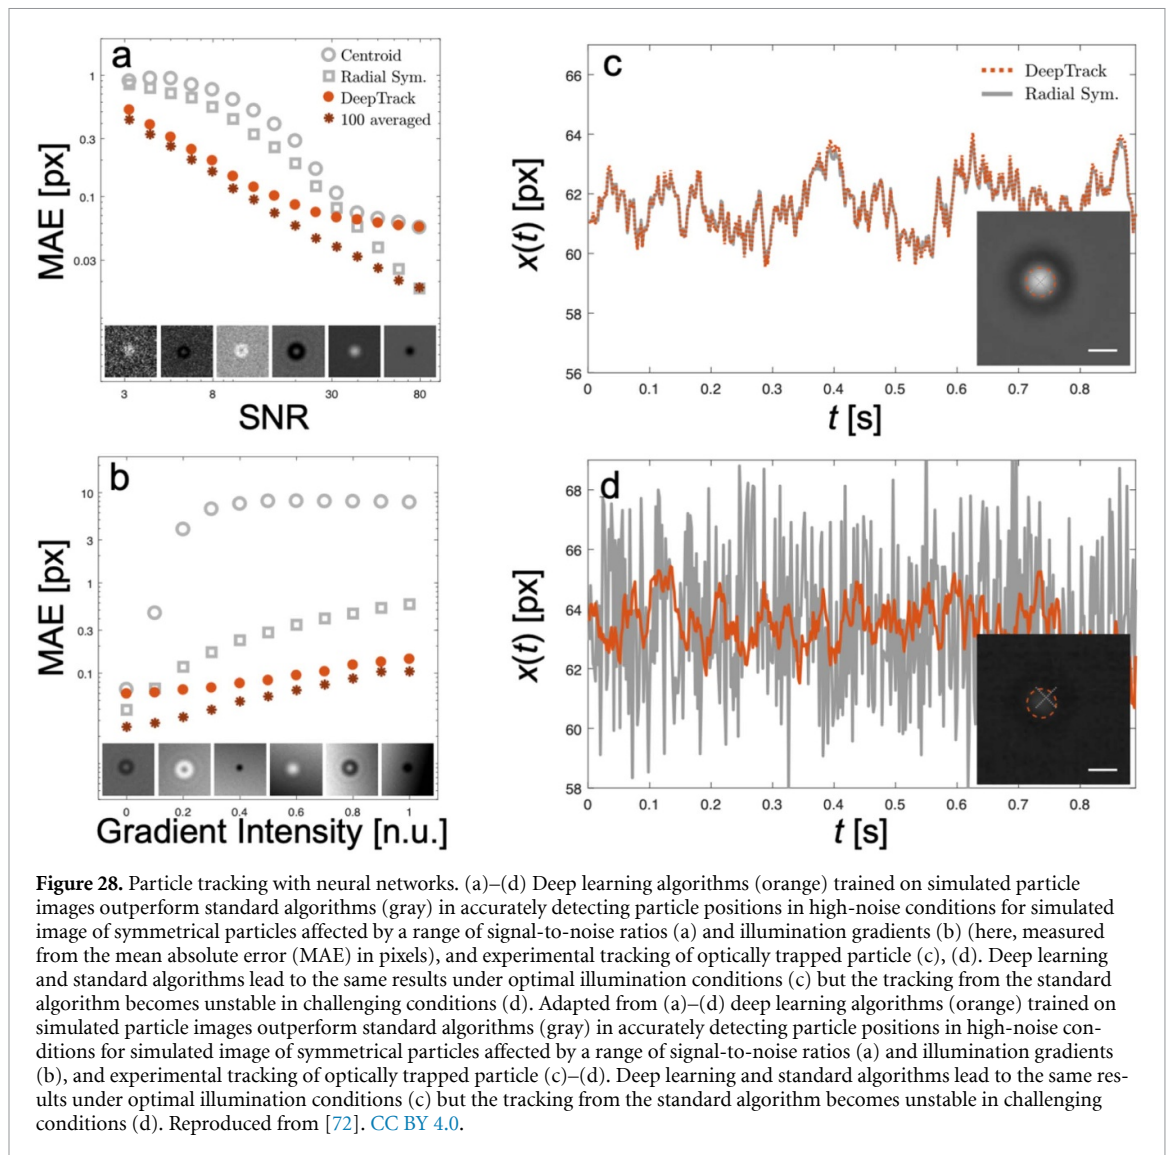 a
Centroid
Radial Sym.
DeepTrack
100 averaged
1
0.3
0.1
0.03
MAE [px]
3
8
30
80
SNR
c
DeepTrack
Radial Sym.
66
64
62
60
58
56
x(t) [px]
0
0.1
0.2
0.3
0.4
0.5
0.6
0.7
0.8
t [s]
b
10
3
1
0.3
0.1
MAE [px]
0
0.2
0.4
0.6
0.8
1
Gradient Intensity [n.u.]
d
68
66
64
62
60
58
x(t) [px]
0
0.1
0.2
0.3
0.4
0.5
0.6
0.7
0.8
t [s]
Figure 28. Particle tracking with neural networks. (a)–(d) Deep learning algorithms (orange) trained on simulated particle
images outperform standard algorithms (gray) in accurately detecting particle positions in high-noise conditions for simulated
image of symmetrical particles affected by a range of signal-to-noise ratios (a) and illumination gradients (b) (here, measured
from the mean absolute error (MAE) in pixels), and experimental tracking of optically trapped particle (c), (d). Deep learning
and standard algorithms lead to the same results under optimal illumination conditions (c) but the tracking from the standard
algorithm becomes unstable in challenging conditions (d). Adapted from (a)–(d) deep learning algorithms (orange) trained on
simulated particle images outperform standard algorithms (gray) in accurately detecting particle positions in high-noise con-
ditions for simulated image of symmetrical particles affected by a range of signal-to-noise ratios (a) and illumination gradients
(b), and experimental tracking of optically trapped particle (c)–(d). Deep learning and standard algorithms lead to the same res-
ults under optimal illumination conditions (c) but the tracking from the standard algorithm becomes unstable in challenging
conditions (d). Reproduced from [72]. CC BY 4.0.